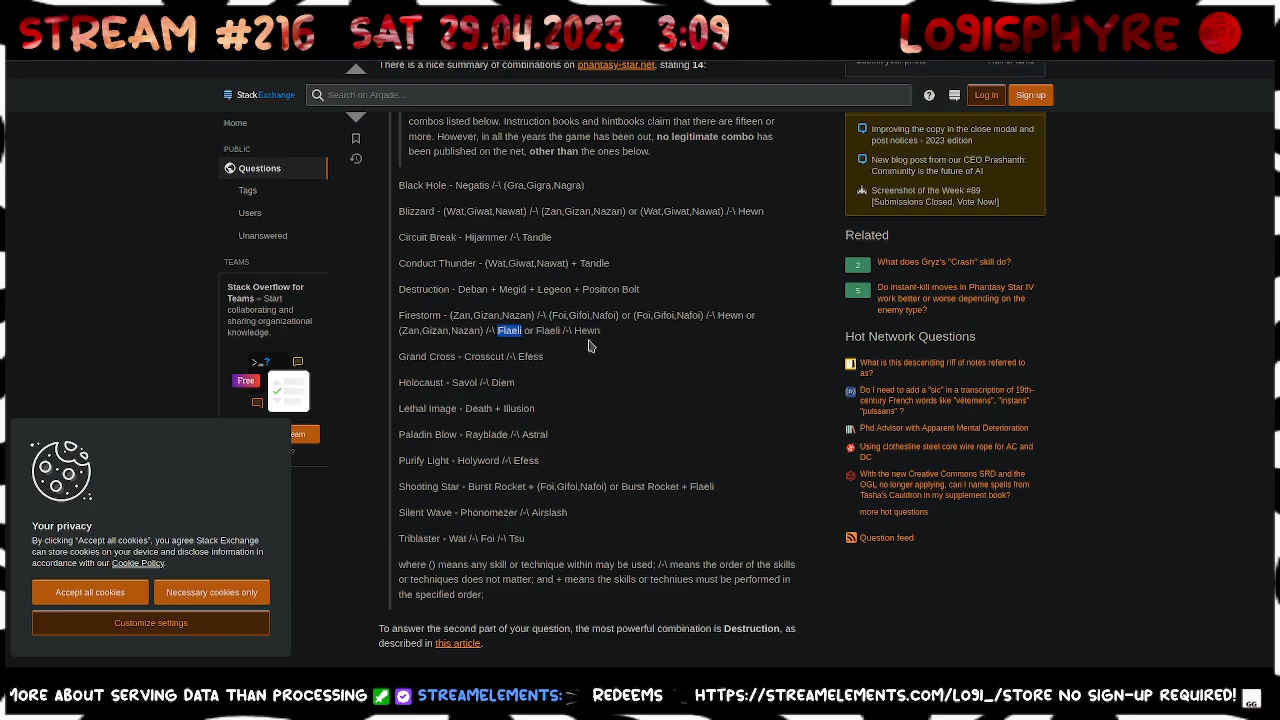 STREAM #216 SAT 29.04.2023 3:09 LO9ISPHYRE
There is a nice summary of combinations on phantasy-star.net, stating 14:
StackExchange
Search on Arqade…
Log In
Sign up
Home
PUBLIC
Questions
Tags
Users
Unanswered
TEAMS
Stack Overflow for
Teams – Start
collaborating and
sharing organizational
knowledge.
Free
eam
?
combos listed below. Instruction books and hintbooks claim that there are fifteen or
more. However, in all the years the game has been out, no legitimate combo has
been published on the net, other than the ones below.
Black Hole - Negatis /-\ (Gra,Gigra,Nagra)
Blizzard - (Wat,Giwat,Nawat) /-\ (Zan,Gizan,Nazan) or (Wat,Giwat,Nawat) /-\ Hewn
Circuit Break - Hijammer /-\ Tandle
Conduct Thunder - (Wat,Giwat,Nawat) + Tandle
Destruction - Deban + Megid + Legeon + Positron Bolt
Firestorm - (Zan,Gizan,Nazan) /-\ (Foi,Gifoi,Nafoi) or (Foi,Gifoi,Nafoi) /-\ Hewn or
(Zan,Gizan,Nazan) /-\ Flaeli or Flaeli /-\ Hewn
Grand Cross - Crosscut /-\ Efess
Holocaust - Savol /-\ Diem
Lethal Image - Death + Illusion
Paladin Blow - Rayblade /-\ Astral
Purify Light - Holyword /-\ Efess
Shooting Star - Burst Rocket + (Foi,Gifoi,Nafoi) or Burst Rocket + Flaeli
Silent Wave - Phonomezer /-\ Airslash
Triblaster - Wat /-\ Foi /-\ Tsu
where () means any skill or technique within may be used; /-\ means the order of the skills
or techniques does not matter; and + means the skills or techniues must be performed in
the specified order;
To answer the second part of your question, the most powerful combination is Destruction, as
described in this article.
Improving the copy in the close modal and
post notices - 2023 edition
New blog post from our CEO Prashanth:
Community is the future of AI
Screenshot of the Week #89
[Submissions Closed, Vote Now!]
Related
2 What does Gryz's "Crash" skill do?
5 Do instant-kill moves in Phantasy Star IV
work better or worse depending on the
enemy type?
Hot Network Questions
What is this descending riff of notes referred to
as?
Do I need to add a "sic" in a transcription of 19th-
century French words like "vêtemens", "instans"
"puissans" ?
Phd Advisor with Apparent Mental Deterioration
Using clothesline steel core wire rope for AC and
DC
With the new Creative Commons SRD and the
OGL no longer applying, can I name spells from
Tasha's Cauldron in my supplement book?
more hot questions
Question feed
Your privacy
By clicking “Accept all cookies”, you agree Stack Exchange
can store cookies on your device and disclose information in
accordance with our Cookie Policy.
Accept all cookies
Necessary cookies only
Customize settings
MORE ABOUT SERVING DATA THAN PROCESSING STREAMELEMENTS: REDEEMS HTTPS://STREAMELEMENTS.COM/LO9I_/STORE NO SIGN-UP REQUIRED! GG